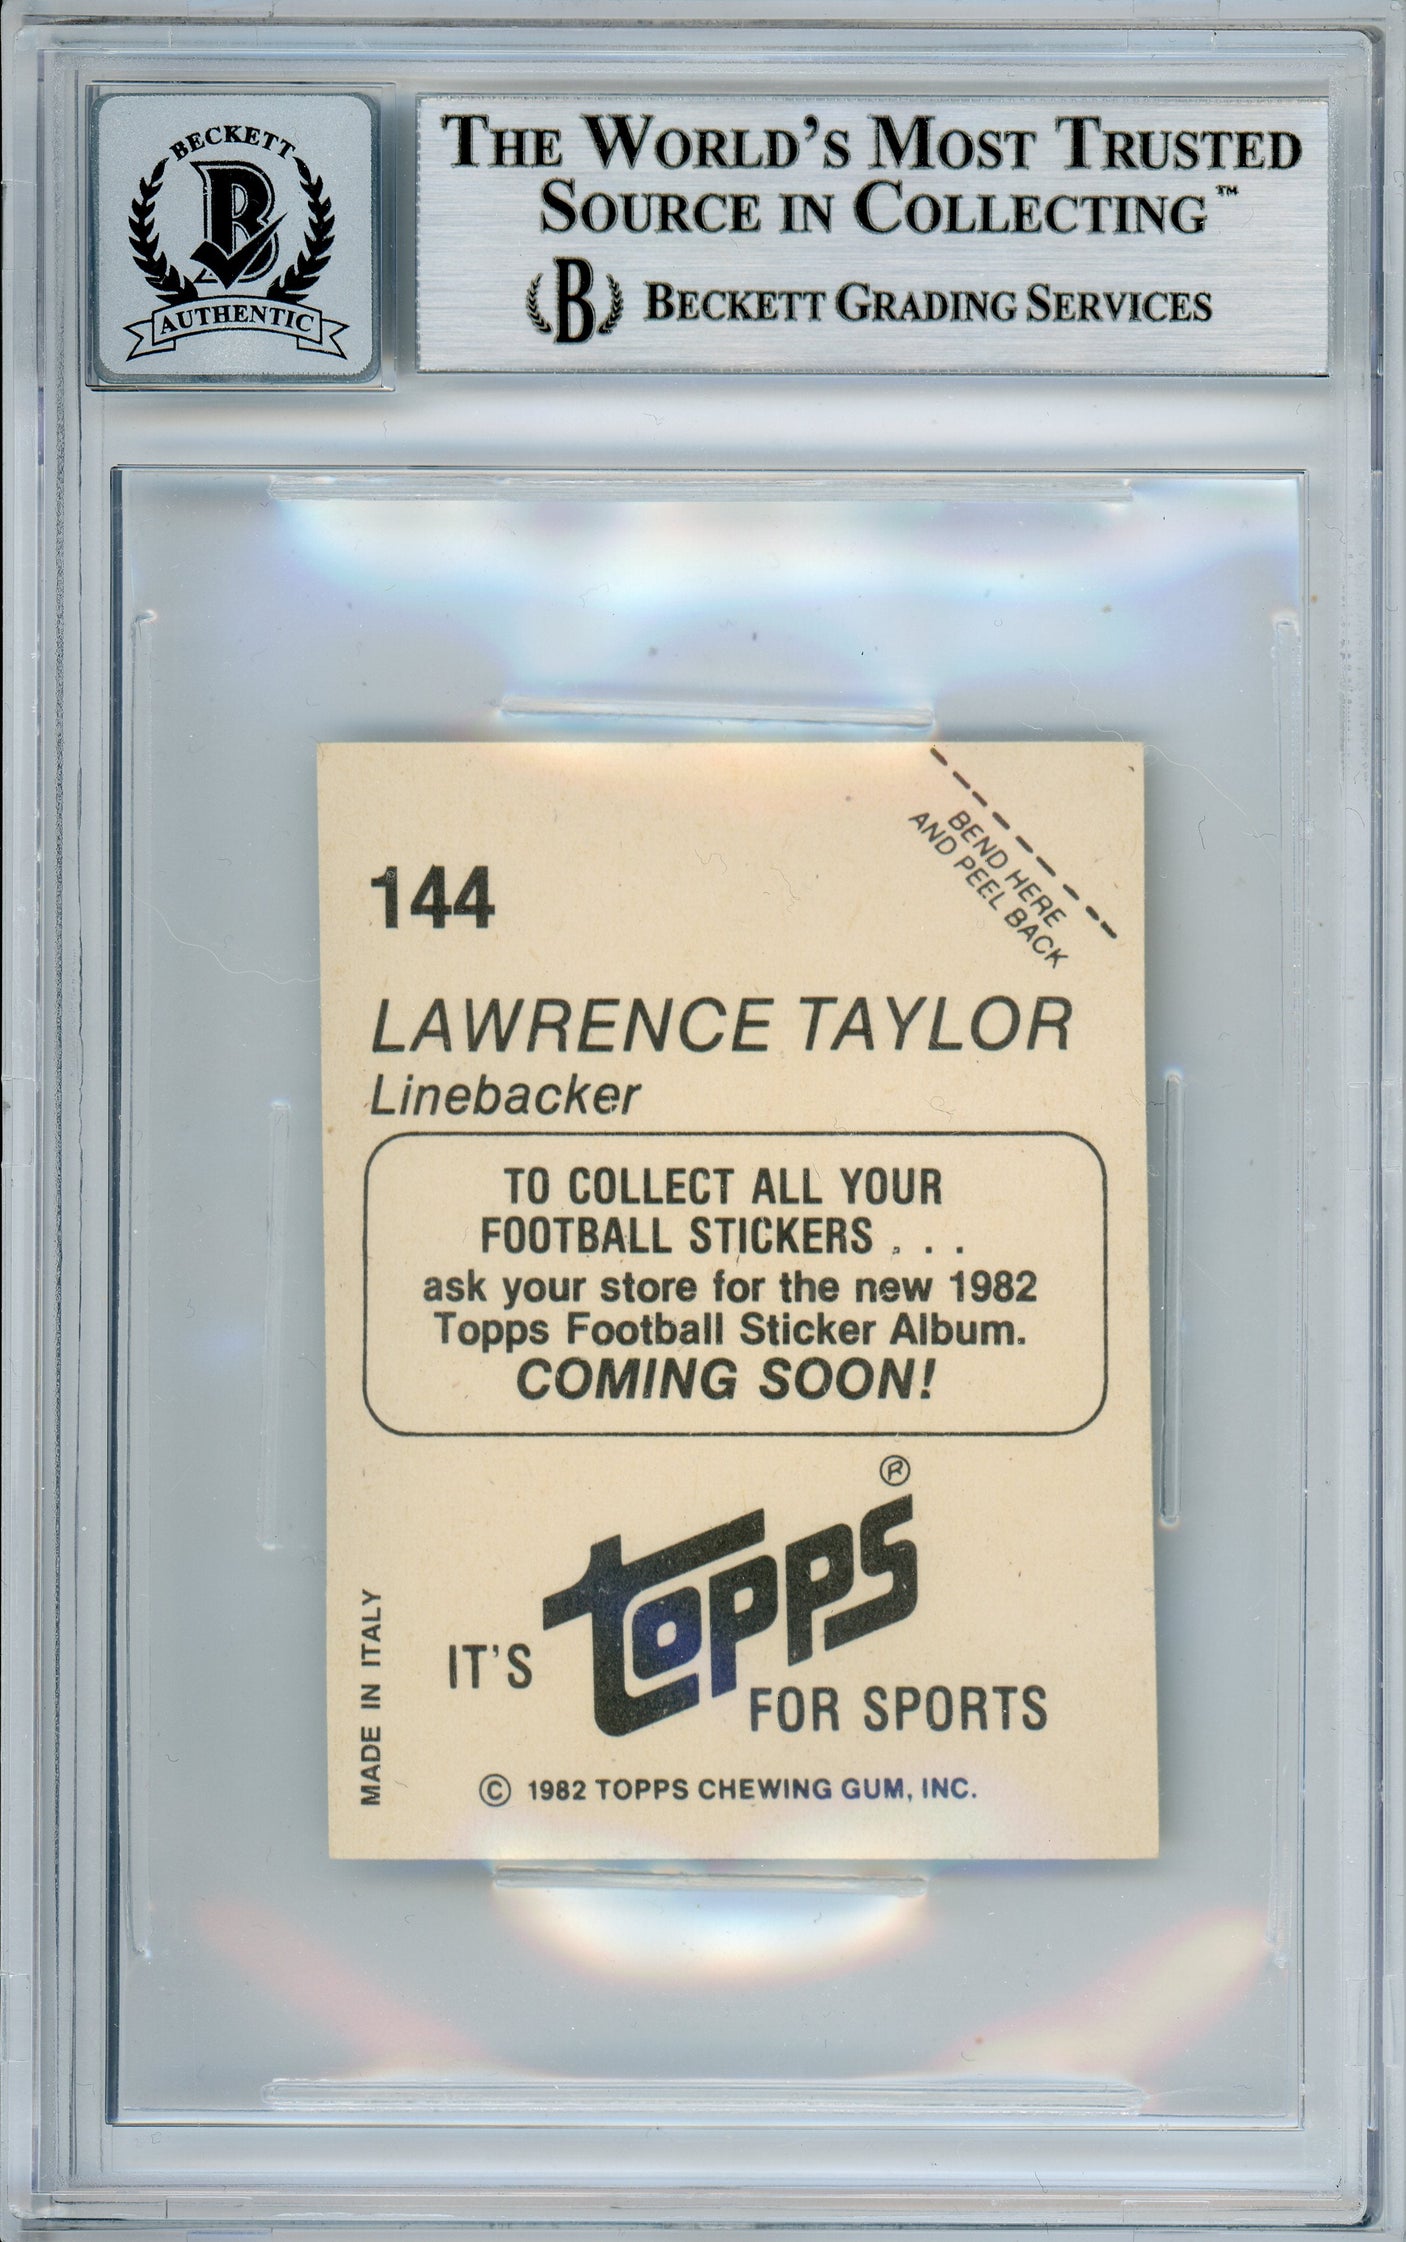 BECKETT
B
AUTHENTIC
THE WORLD'S MOST TRUSTED
SOURCE IN COLLECTING™
B BECKETT GRADING SERVICES
BEND HERE
AND PEEL BACK
144
LAWRENCE TAYLOR
Linebacker
TO COLLECT ALL YOUR
FOOTBALL STICKERS . . .
ask your store for the new 1982
Topps Football Sticker Album.
COMING SOON!
IT'S
topps®
FOR SPORTS
MADE IN ITALY
© 1982 TOPPS CHEWING GUM, INC.